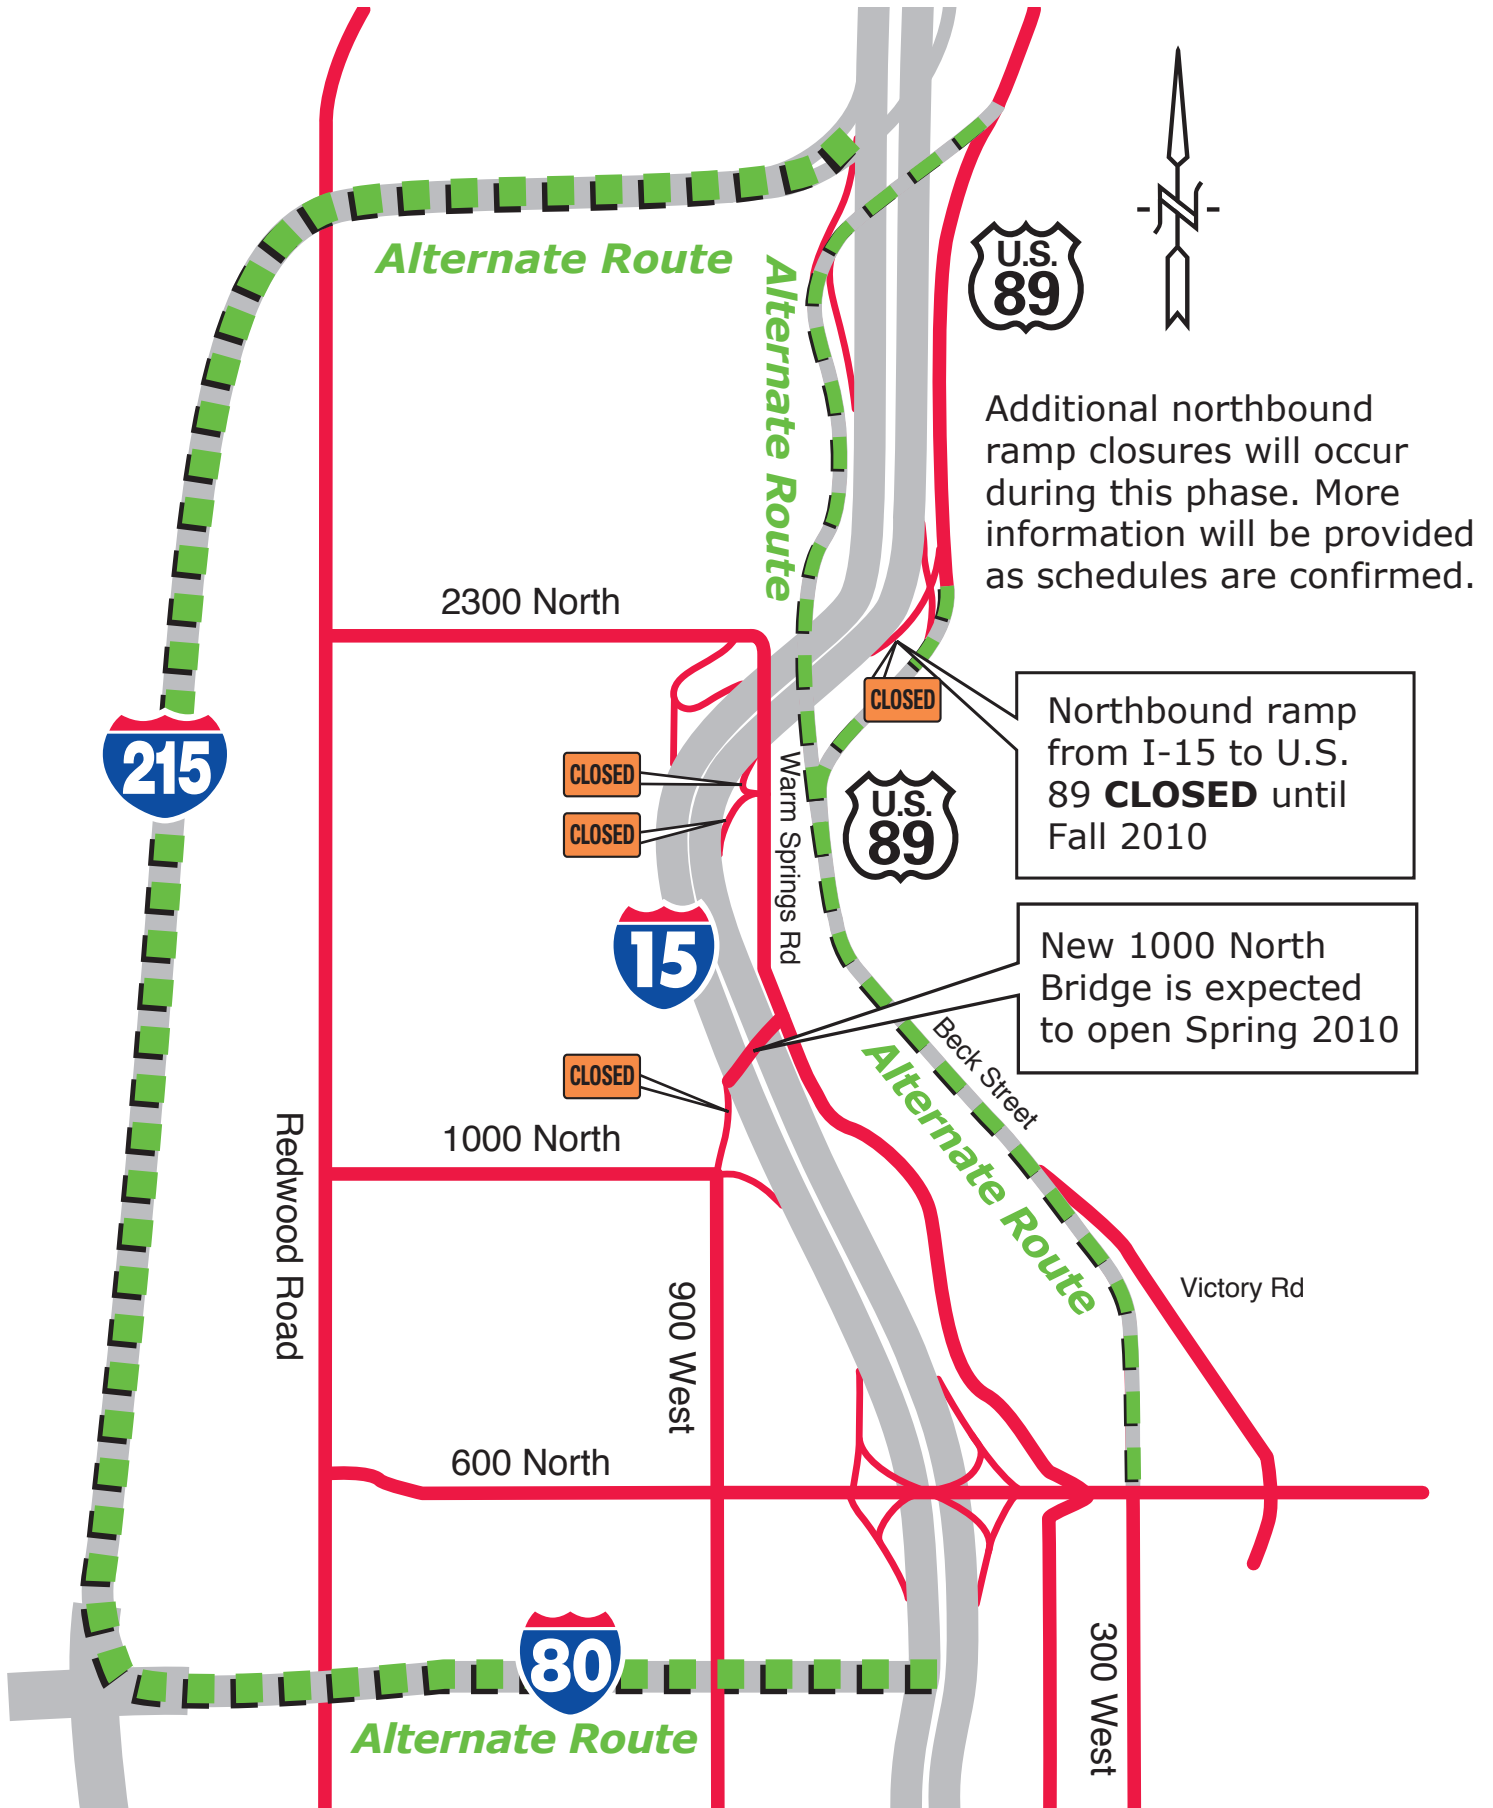 N
Alternate Route
Alternate Route
U.S.
89
Additional northbound
ramp closures will occur
during this phase. More
information will be provided
as schedules are confirmed.
2300 North
CLOSED
Northbound ramp
from I-15 to U.S.
89 CLOSED until
Fall 2010
215
CLOSED
CLOSED
Warm Springs Rd
U.S.
89
15
New 1000 North
Bridge is expected
to open Spring 2010
Beck Street
Alternate Route
CLOSED
1000 North
Redwood Road
900 West
Victory Rd
600 North
80
300 West
Alternate Route